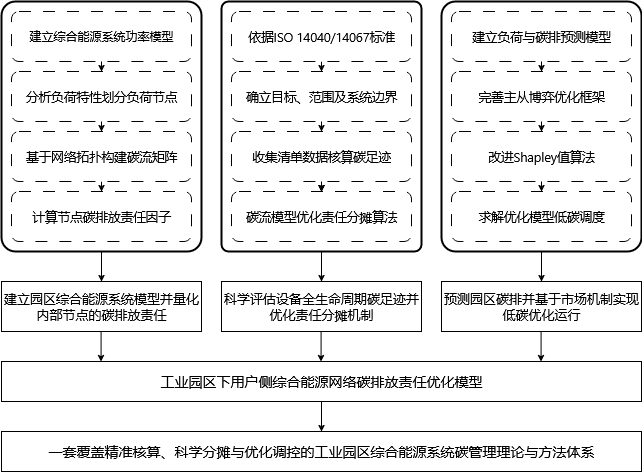 建立综合能源系统功率模型
分析负荷特性划分负荷节点
基于网络拓扑构建碳流矩阵
计算节点碳排放责任因子
依据ISO 14040/14067标准
确立目标、范围及系统边界
收集清单数据核算碳足迹
碳流模型优化责任分摊算法
建立负荷与碳排预测模型
完善主从博弈优化框架
改进Shapley值算法
求解优化模型低碳调度
建立园区综合能源系统模型并量化
内部节点的碳排放责任
科学评估设备全生命周期碳足迹并
优化责任分摊机制
预测园区碳排并基于市场机制实现
低碳优化运行
工业园区下用户侧综合能源网络碳排放责任优化模型
一套覆盖精准核算、科学分摊与优化调控的工业园区综合能源系统碳管理理论与方法体系